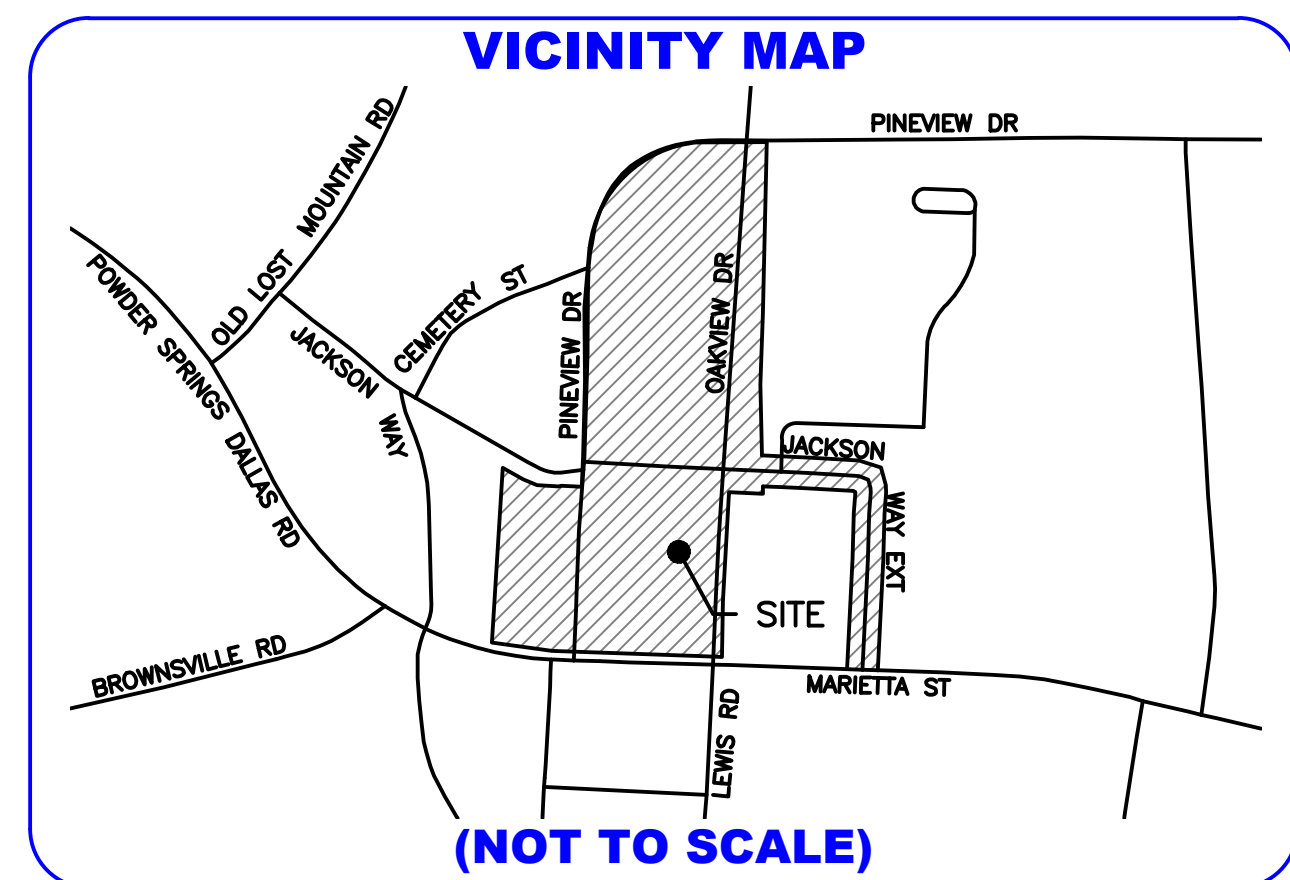 VICINITY MAP
PINEVIEW DR
OLD LOST MOUNTAIN RD
POWDER SPRINGS DALLAS RD
JACKSON WAY
CEMETERY ST
PINEVIEW DR
OAKVIEW DR
JACKSON WAY EXT
SITE
BROWNSVILLE RD
MARIETTA ST
LEWIS RD
(NOT TO SCALE)